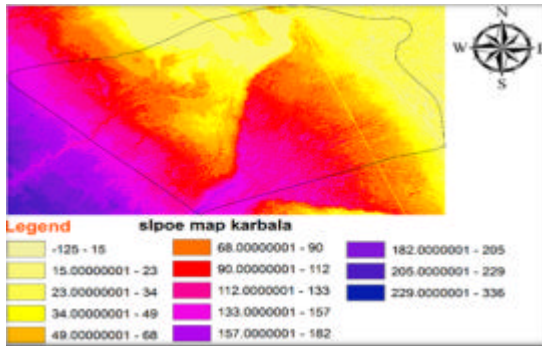 N
W E
S
Legend slpoe map karbala
-125 - 15
15.00000001 - 23
23.00000001 - 34
34.00000001 - 49
49.00000001 - 68
68.00000001 - 90
90.00000001 - 112
112.0000001 - 133
133.0000001 - 157
157.0000001 - 182
182.0000001 - 205
205.0000001 - 229
229.0000001 - 336